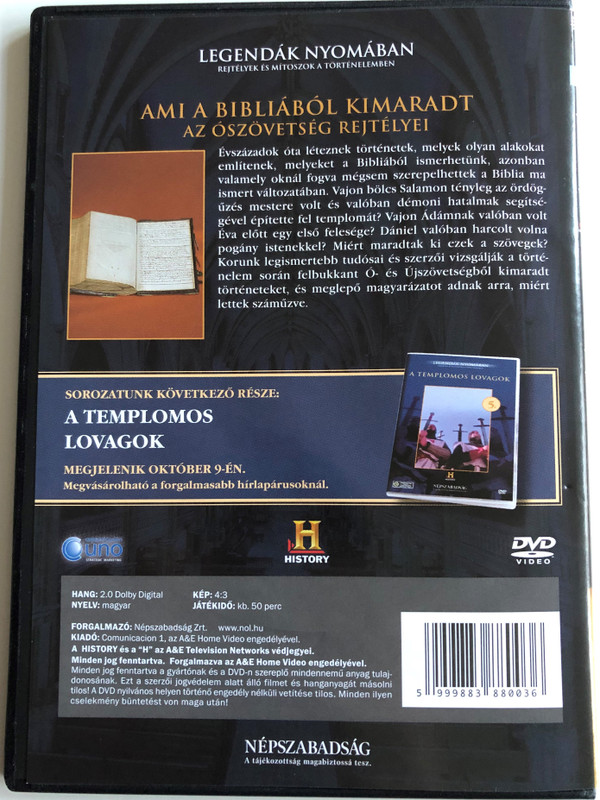 LEGENDÁK NYOMÁBAN
REJTÉLYEK ÉS MÍTOSZOK A TÖRTÉNELEMBEN
AMI A BIBLIÁBÓL KIMARADT
AZ ÓSZÖVETSÉG REJTÉLYEI
Évszázadok óta léteznek történetek, melyek olyan alakokat
említenek, melyeket a Bibliából ismerhetünk, azonban
valamely oknál fogva mégsem szerepelhettek a Biblia ma
ismert változatában. Vajon bölcs Salamon tényleg az ördög-
űzés mestere volt és valóban démoni hatalmak segítsé-
gével építette fel templomát? Vajon Ádámnak valóban volt
Éva előtt egy első felesége? Dániel valóban harcolt volna
pogány istenekkel? Miért maradtak ki ezek a szövegek?
Korunk legismertebb tudósai és szerzői vizsgálják a törté-
nelem során felbukkant Ó- és Újszövetségből kimaradt
történeteket, és meglepő magyarázatot adnak arra, miért
lettek száműzve.
SOROZATUNK KÖVETKEZŐ RÉSZE:
A TEMPLOMOS
LOVAGOK
MEGJELENIK OKTÓBER 9-ÉN.
Megvásárolható a forgalmasabb hírlapárusoknál.
A TEMPLOMOS LOVAGOK
5.
H
NÉPSZABADSÁG
uno
H
HISTORY
DVD
VIDEO
HANG: 2.0 Dolby Digital KÉP: 4:3
NYELV: magyar JÁTÉKIDŐ: kb. 50 perc
FORGALMAZÓ: Népszabadság Zrt. www.nol.hu
KIADÓ: Comunicacion 1, az A&E Home Video engedélyével.
A HISTORY és a "H" az A&E Television Networks védjegyei.
Minden jog fenntartva. Forgalmazva az A&E Home Video engedélyével.
Minden jog fenntartva a gyártónak és a DVD-n szereplő mindennemű anyag tulaj-
donosának. Ezt a szerzői jogvédelem alatt álló filmet és hanganyagát másolni
tilos! A DVD nyilvános helyen történő engedély nélküli vetítése tilos. Minden ilyen
cselekmény büntetést von maga után!
5 999883 880036
NÉPSZABADSÁG
A tájékozottság magabiztossá tesz.